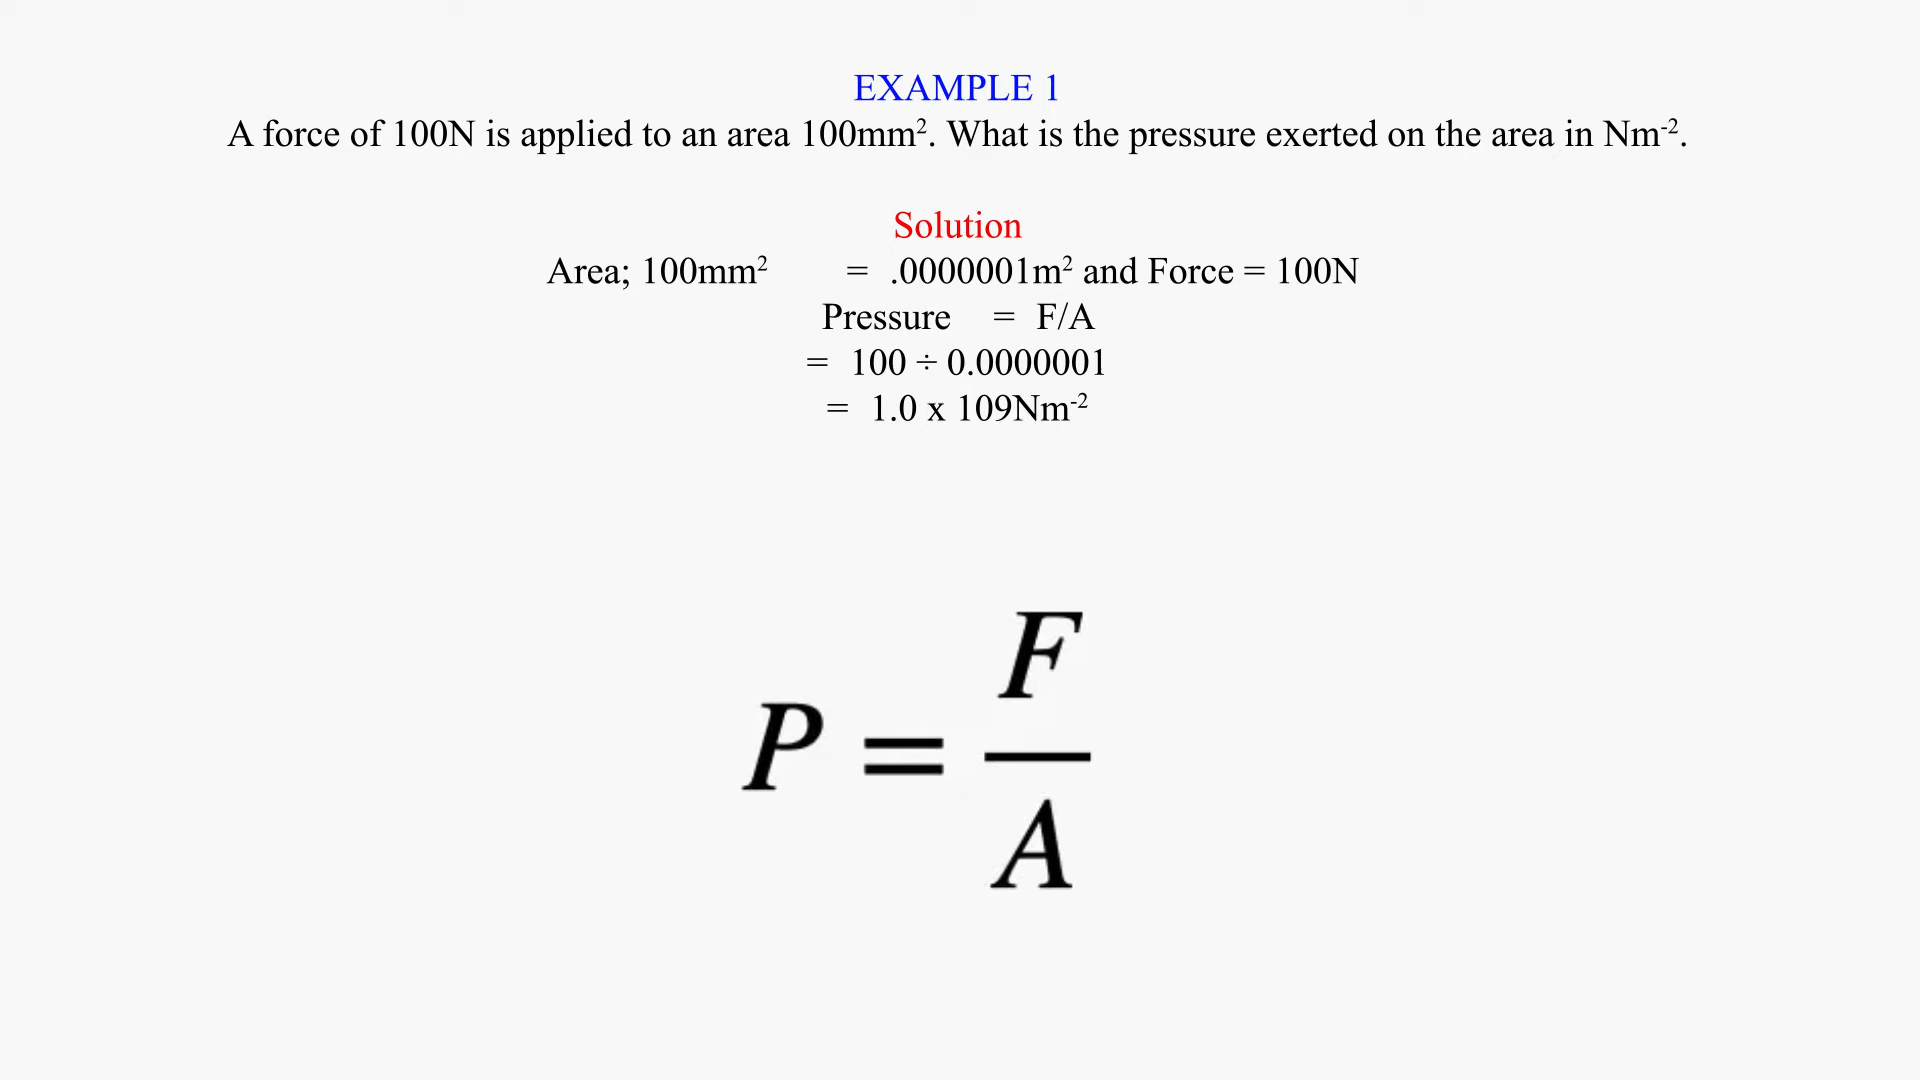 EXAMPLE 1
A force of 100N is applied to an area 100mm². What is the pressure exerted on the area in Nm⁻².
Solution
Area; 100mm² = .0000001m² and Force = 100N
Pressure = F/A
= 100 ÷ 0.0000001
= 1.0 x 109Nm⁻²
P = F
A